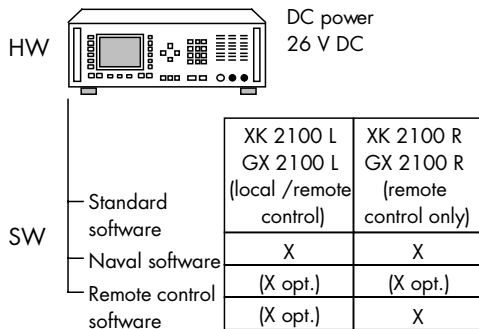 HW
DC power
26 V DC
XK 2100 L
GX 2100 L
(local /remote
control)
XK 2100 R
GX 2100 R
(remote
control only)
SW
Standard
software
X
X
Naval software
(X opt.)
(X opt.)
Remote control
software
(X opt.)
X